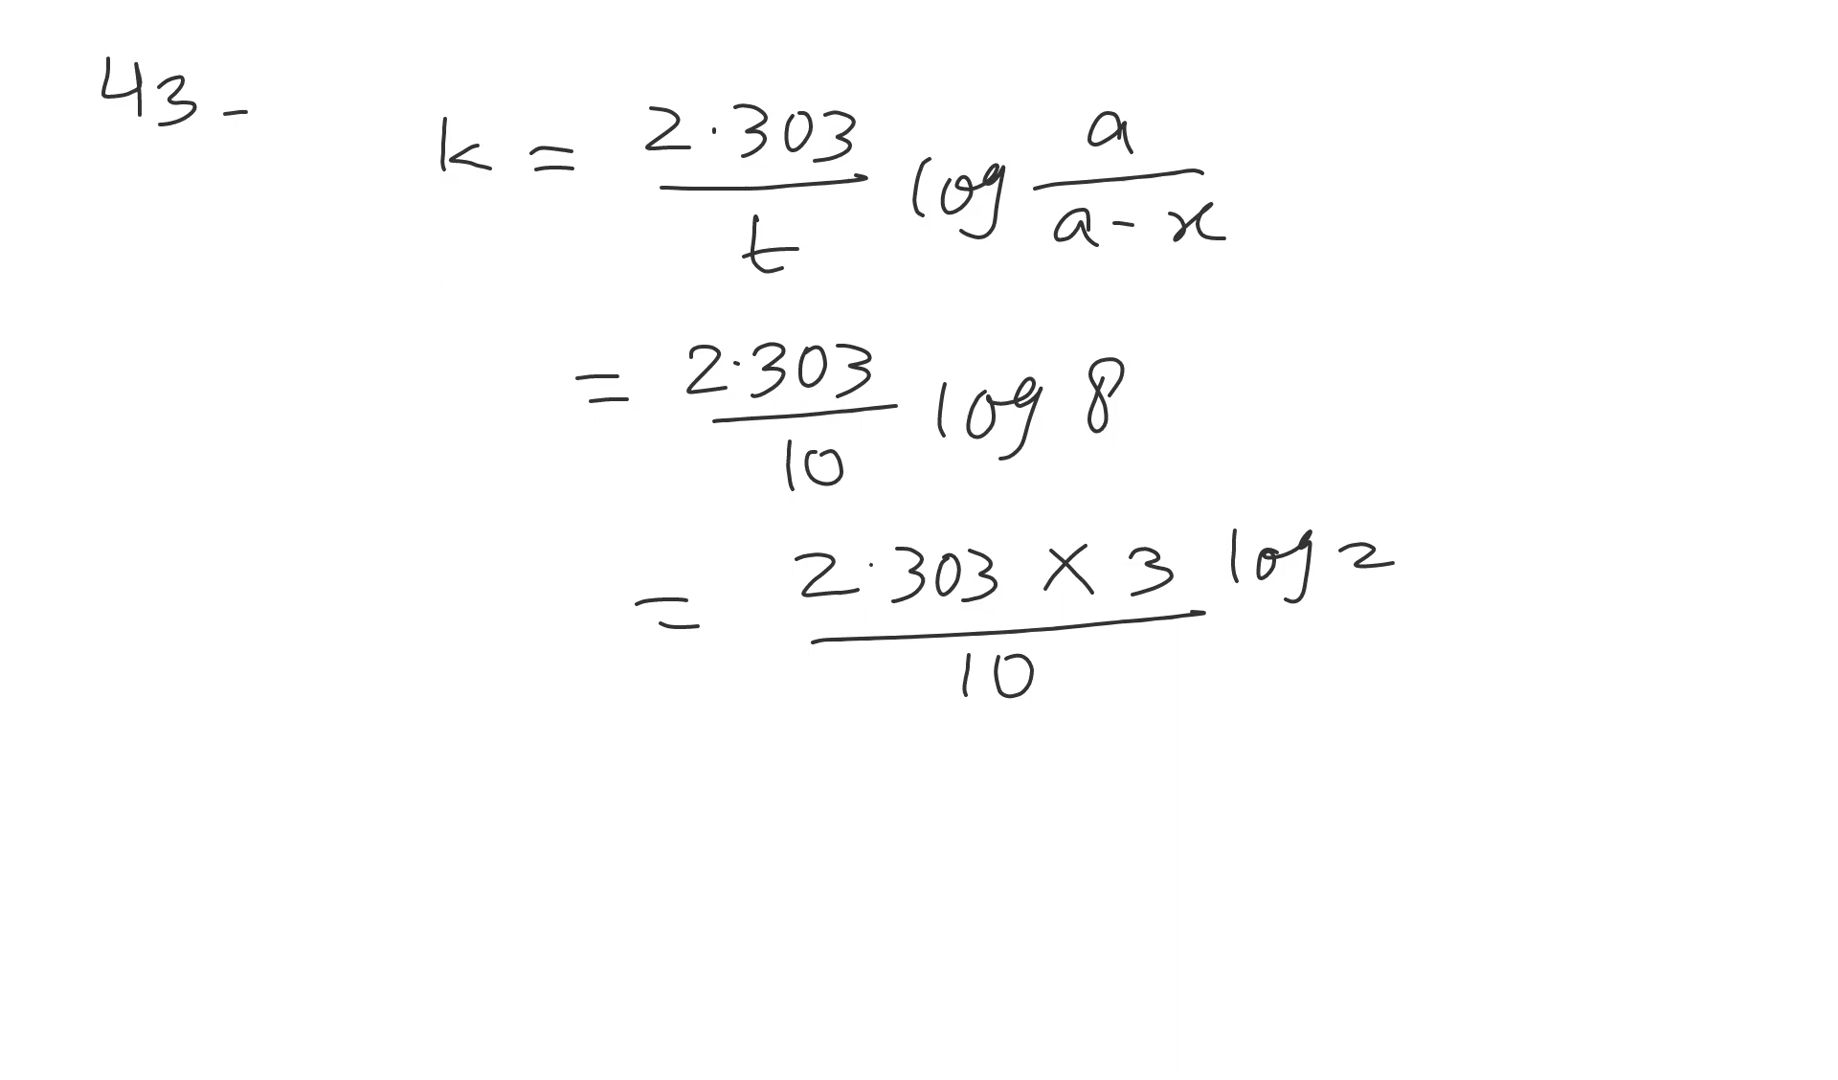 43 -
k = 2.303/t log a/(a - x)
= 2.303/10 log 8
= 2.303 × 3 log 2/10